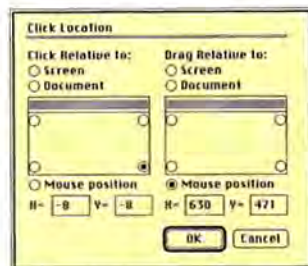 Click Location
Click Relative to:
Screen
Document
Mouse position
X= -8 Y= -8
Drag Relative to:
Screen
Document
Mouse position
X= 630 Y= 471
OK Cancel